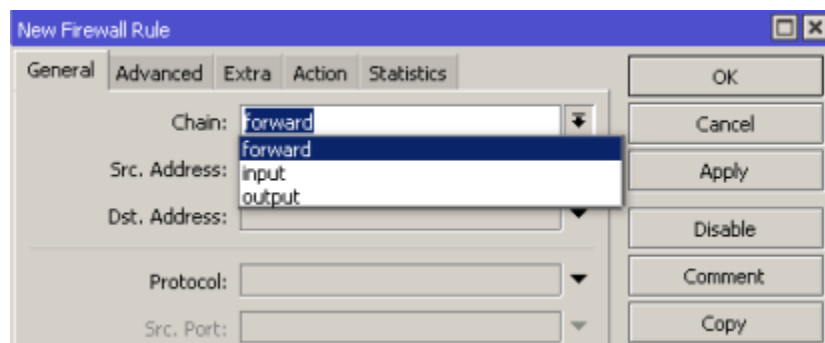 New Firewall Rule
General Advanced Extra Action Statistics
OK
Chain: forward
Cancel
forward
input
output
Src. Address:
Apply
Dst. Address:
Disable
Protocol:
Comment
Src. Port:
Copy